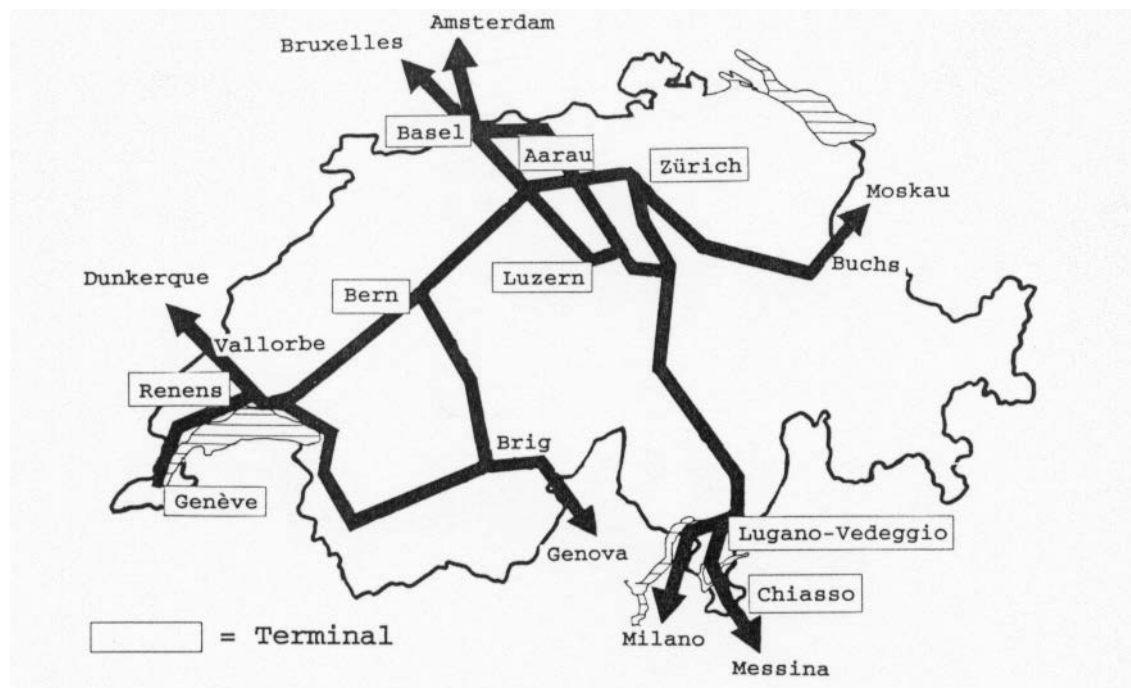 Amsterdam
Bruxelles
Basel
Aarau
Zürich
Moskau
Dunkerque
Bern
Luzern
Buchs
Vallorbe
Renens
Brig
Genève
Lugano-Vedeggio
Genova
Chiasso
= Terminal
Milano
Messina